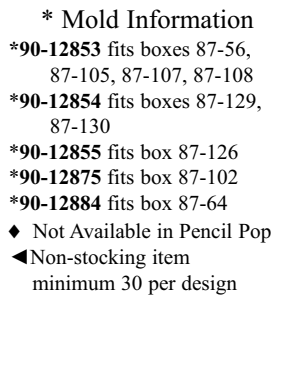 * Mold Information
*90-12853 fits boxes 87-56,
87-105, 87-107, 87-108
*90-12854 fits boxes 87-129,
87-130
*90-12855 fits box 87-126
*90-12875 fits box 87-102
*90-12884 fits box 87-64
♦ Not Available in Pencil Pop
◄Non-stocking item
minimum 30 per design